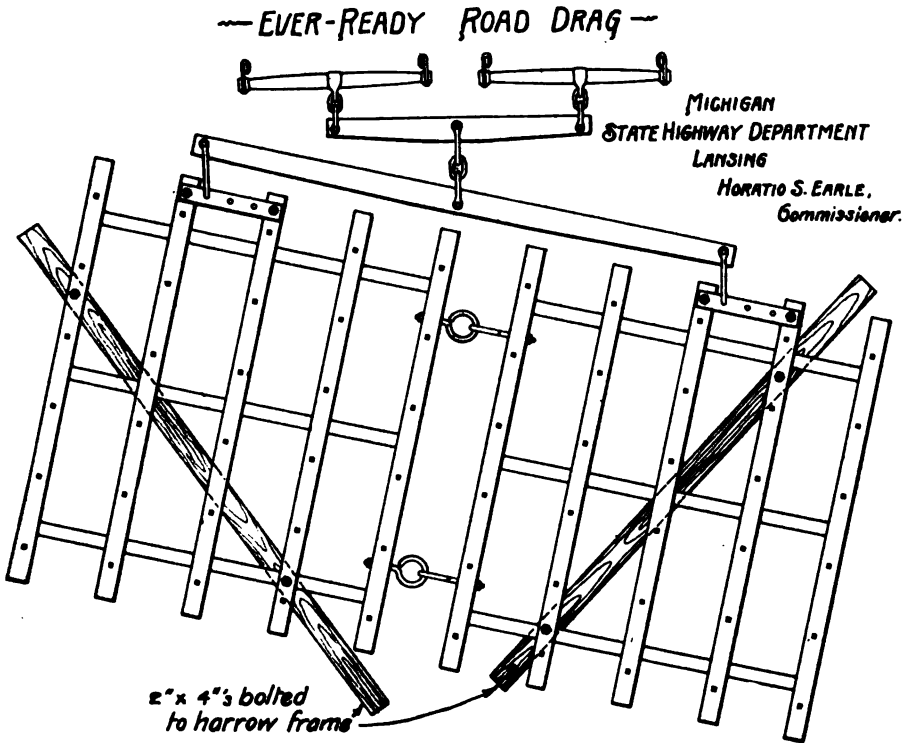 ~ EVER-READY ROAD DRAG ~
MICHIGAN
STATE HIGHWAY DEPARTMENT
LANSING
HORATIO S. EARLE,
Commissioner.
2" x 4"'s bolted
to harrow frame